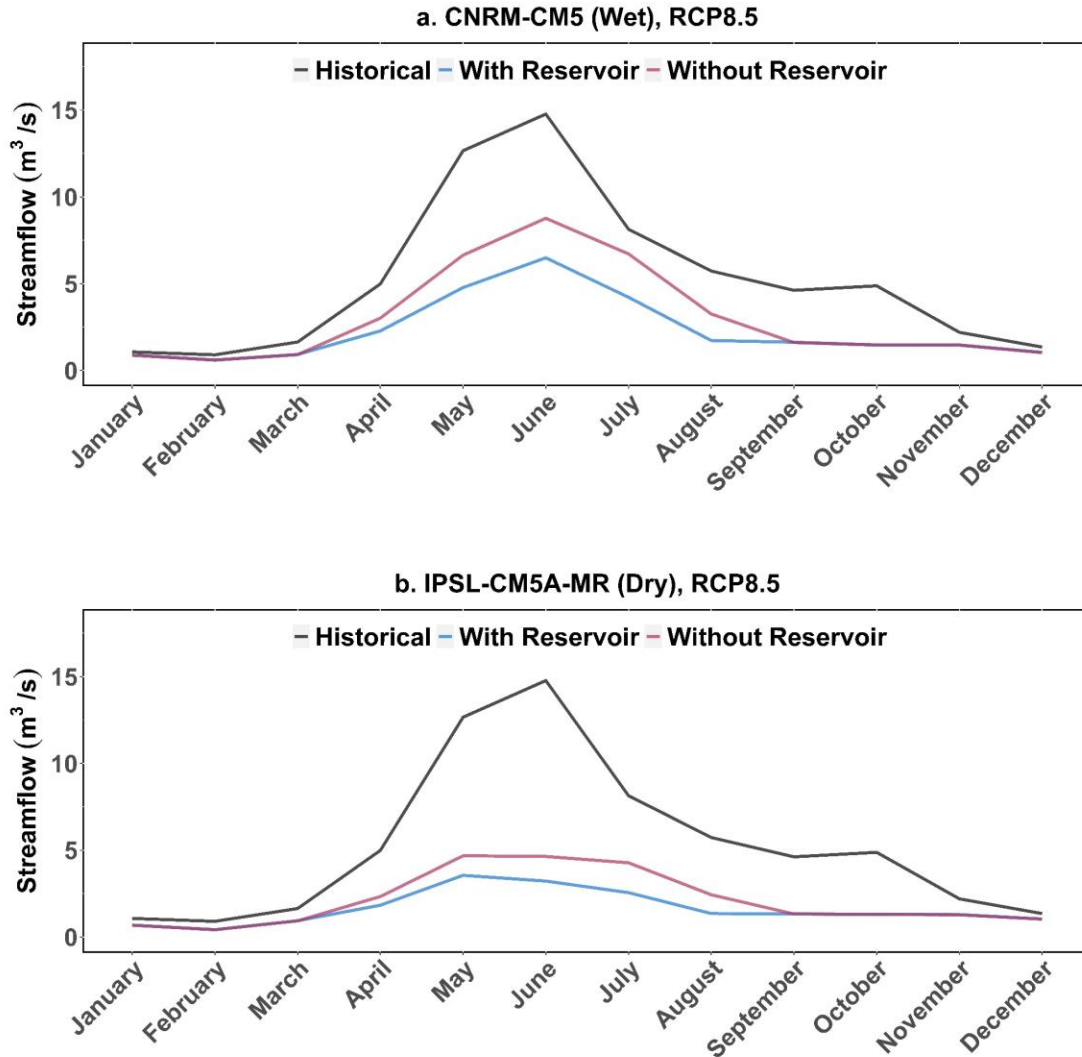 a. CNRM-CM5 (Wet), RCP8.5
Historical With Reservoir Without Reservoir
Streamflow (m³/s)
15
10
5
0
January
February
March
April
May
June
July
August
September
October
November
December
b. IPSL-CM5A-MR (Dry), RCP8.5
Historical With Reservoir Without Reservoir
Streamflow (m³/s)
15
10
5
0
January
February
March
April
May
June
July
August
September
October
November
December